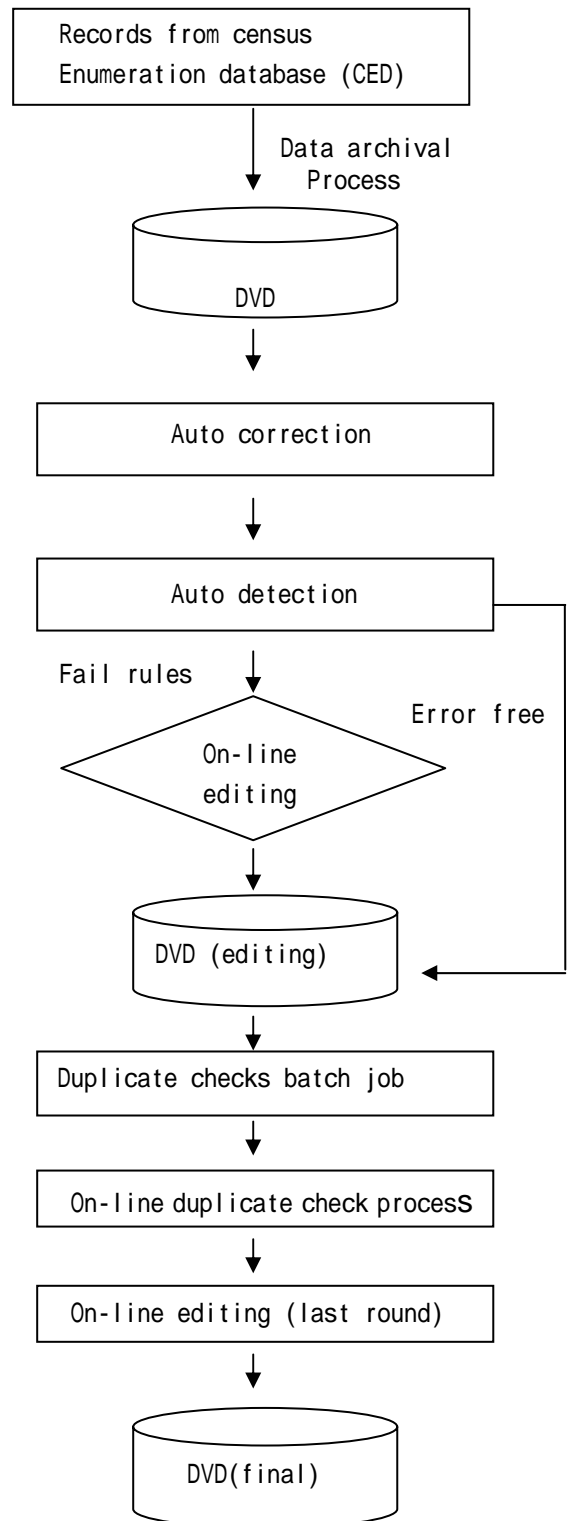 Records from census
Enumeration database (CED)
Data archival
Process
DVD
Auto correction
Auto detection
Fail rules
Error free
On-line
editing
DVD (editing)
Duplicate checks batch job
On-line duplicate check process
On-line editing (last round)
DVD(final)